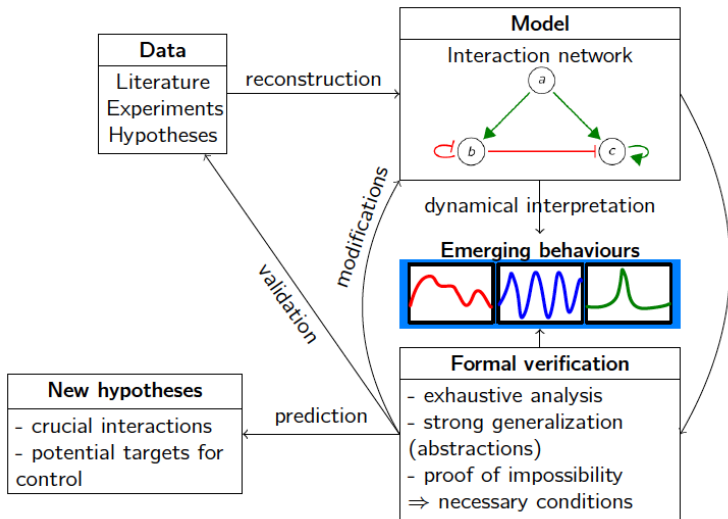 Data
Literature
Experiments
Hypotheses
reconstruction
Model
Interaction network
a
b
c
dynamical interpretation
modifications
validation
Emerging behaviours
Formal verification
- exhaustive analysis
- strong generalization
(abstractions)
- proof of impossibility
⇒ necessary conditions
prediction
New hypotheses
- crucial interactions
- potential targets for
control